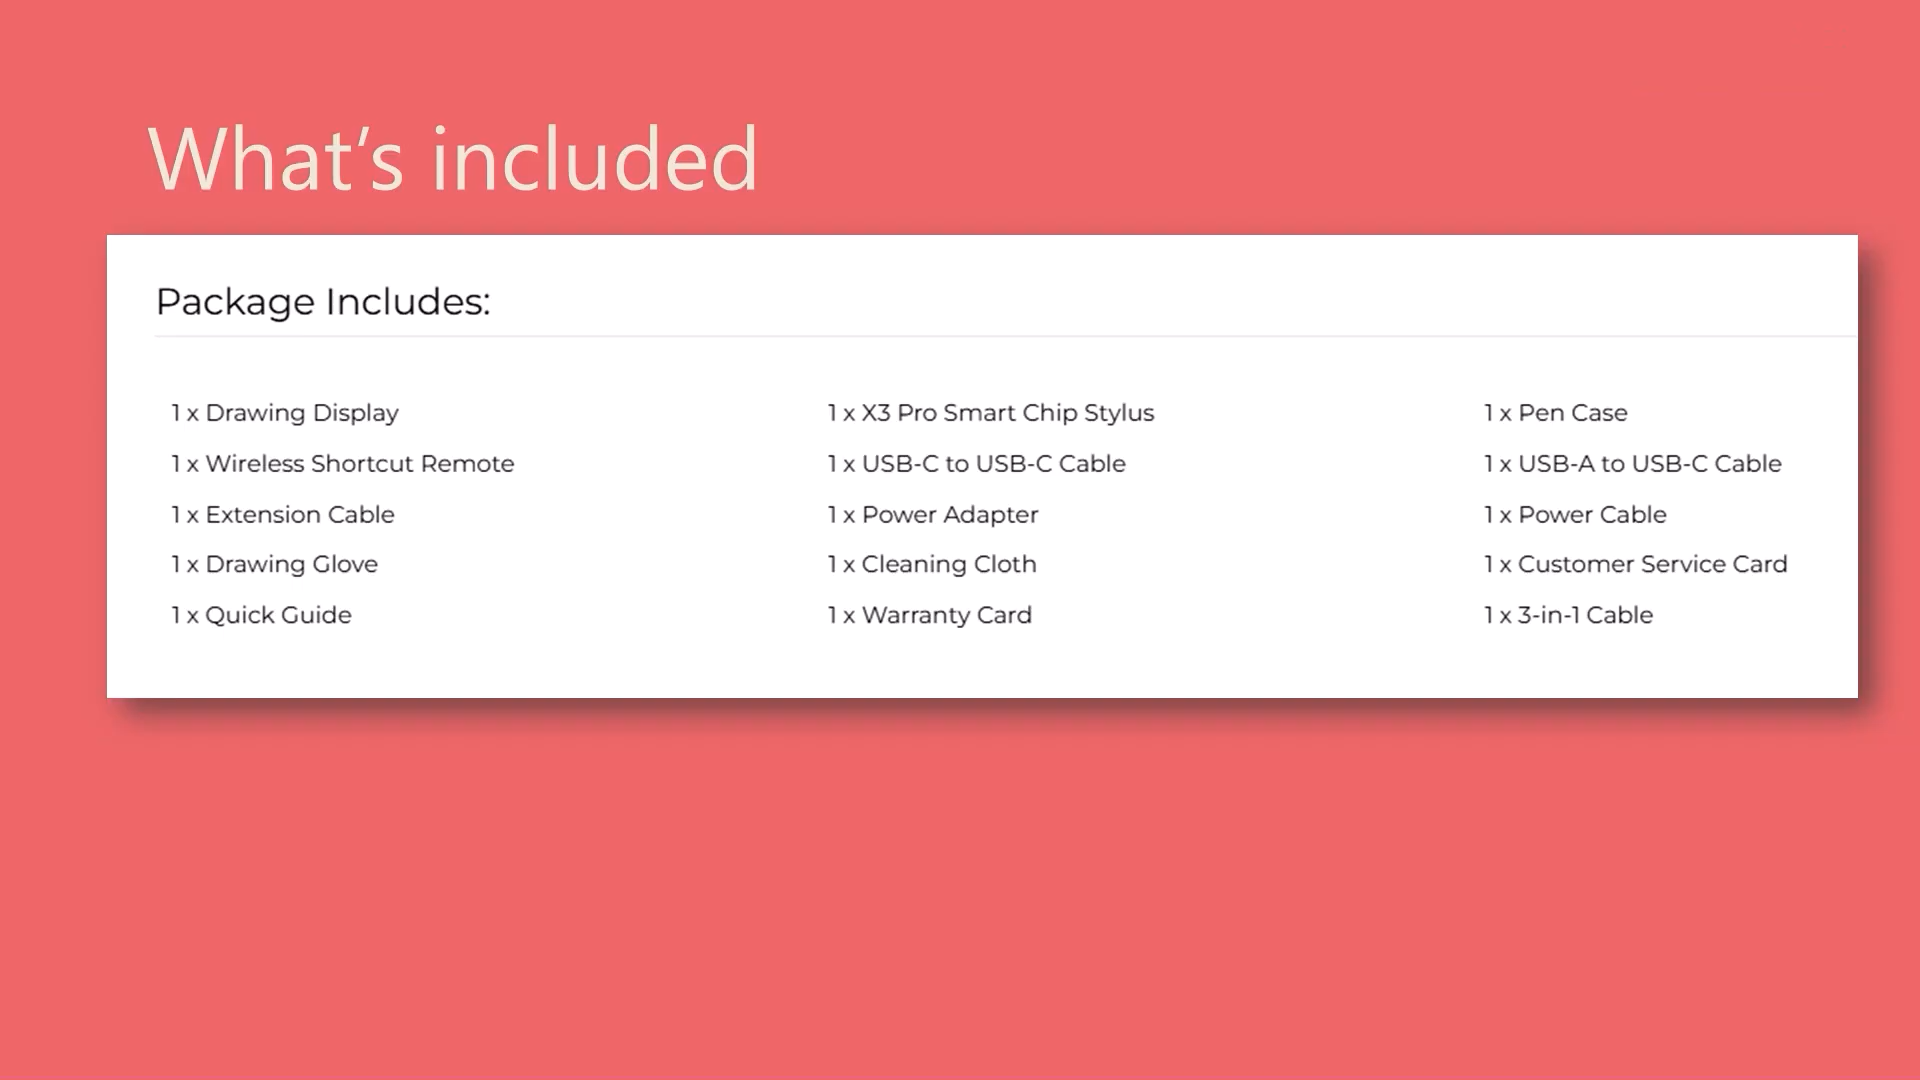 What's included
Package Includes:
1 x Drawing Display
1 x X3 Pro Smart Chip Stylus
1 x Pen Case
1 x Wireless Shortcut Remote
1 x USB-C to USB-C Cable
1 x USB-A to USB-C Cable
1 x Extension Cable
1 x Power Adapter
1 x Power Cable
1 x Drawing Glove
1 x Cleaning Cloth
1 x Customer Service Card
1 x Quick Guide
1 x Warranty Card
1 x 3-in-1 Cable